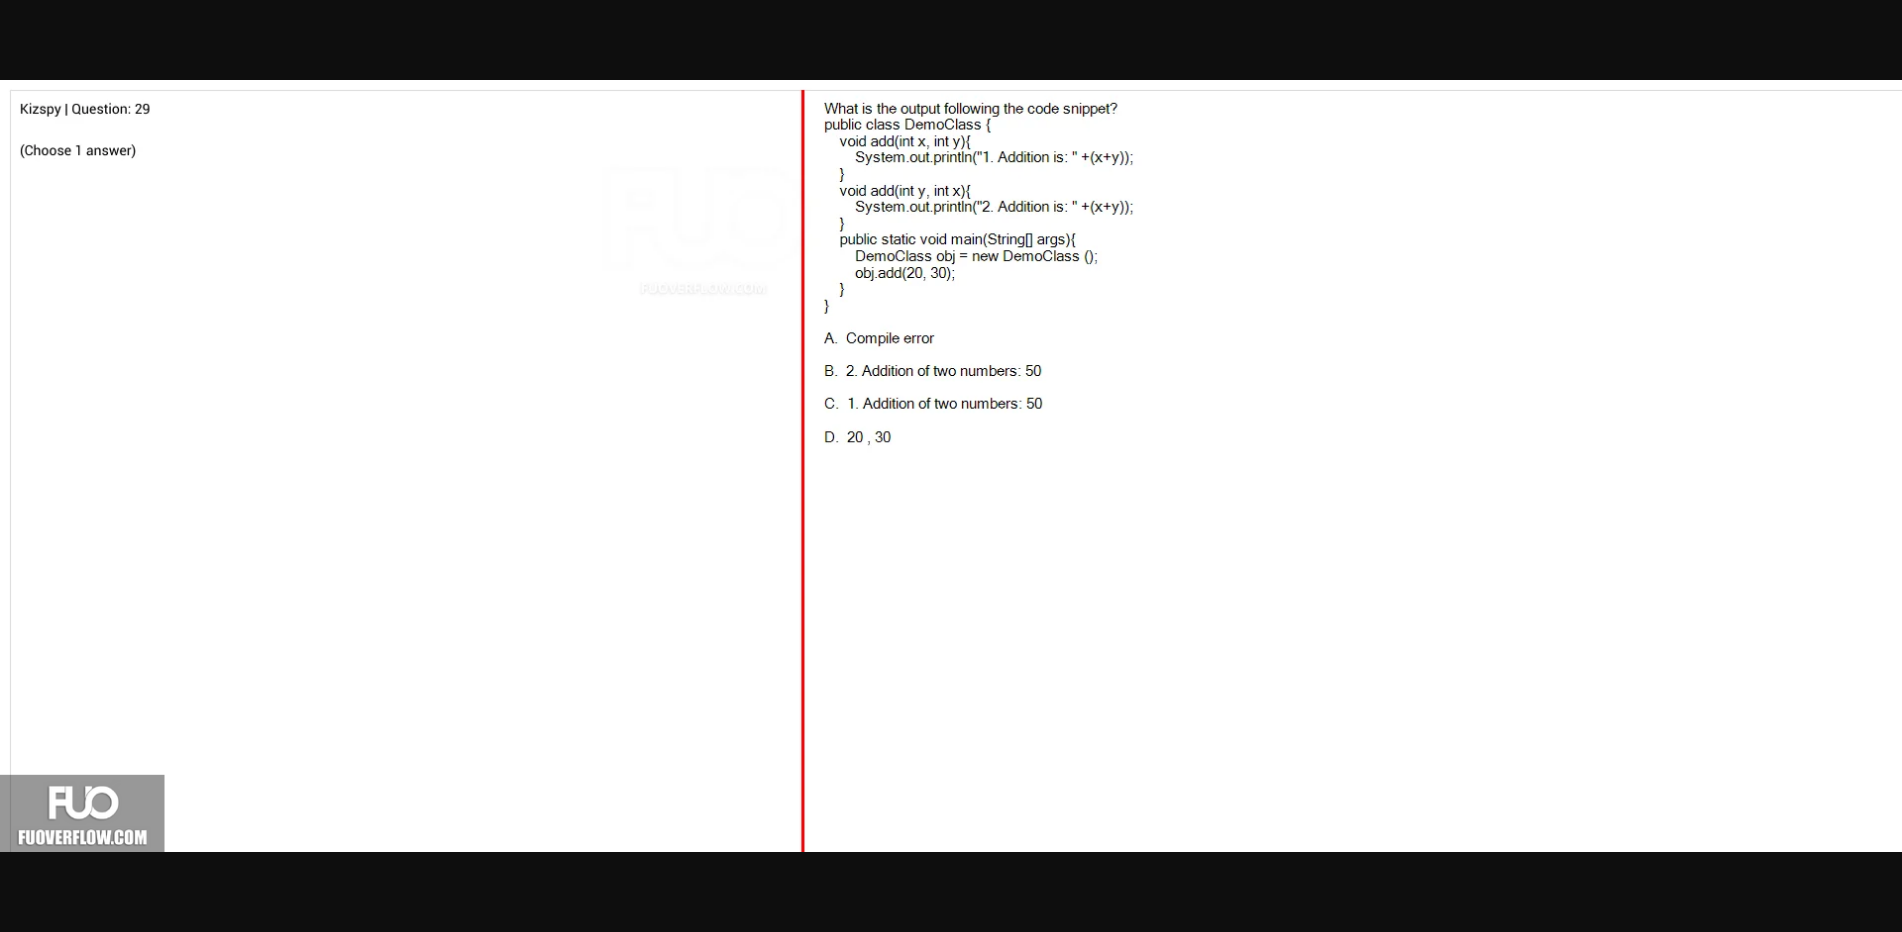 Kizspy | Question: 29
(Choose 1 answer)
FUOVERFLOW.COM
What is the output following the code snippet?
public class DemoClass {
void add(int x, int y){
System.out.println("1. Addition is: " +(x+y));
}
void add(int y, int x){
System.out.println("2. Addition is: " +(x+y));
}
public static void main(String[] args){
DemoClass obj = new DemoClass ();
obj.add(20, 30);
}
}
A. Compile error
B. 2. Addition of two numbers: 50
C. 1. Addition of two numbers: 50
D. 20 , 30
FUO
FUOVERFLOW.COM